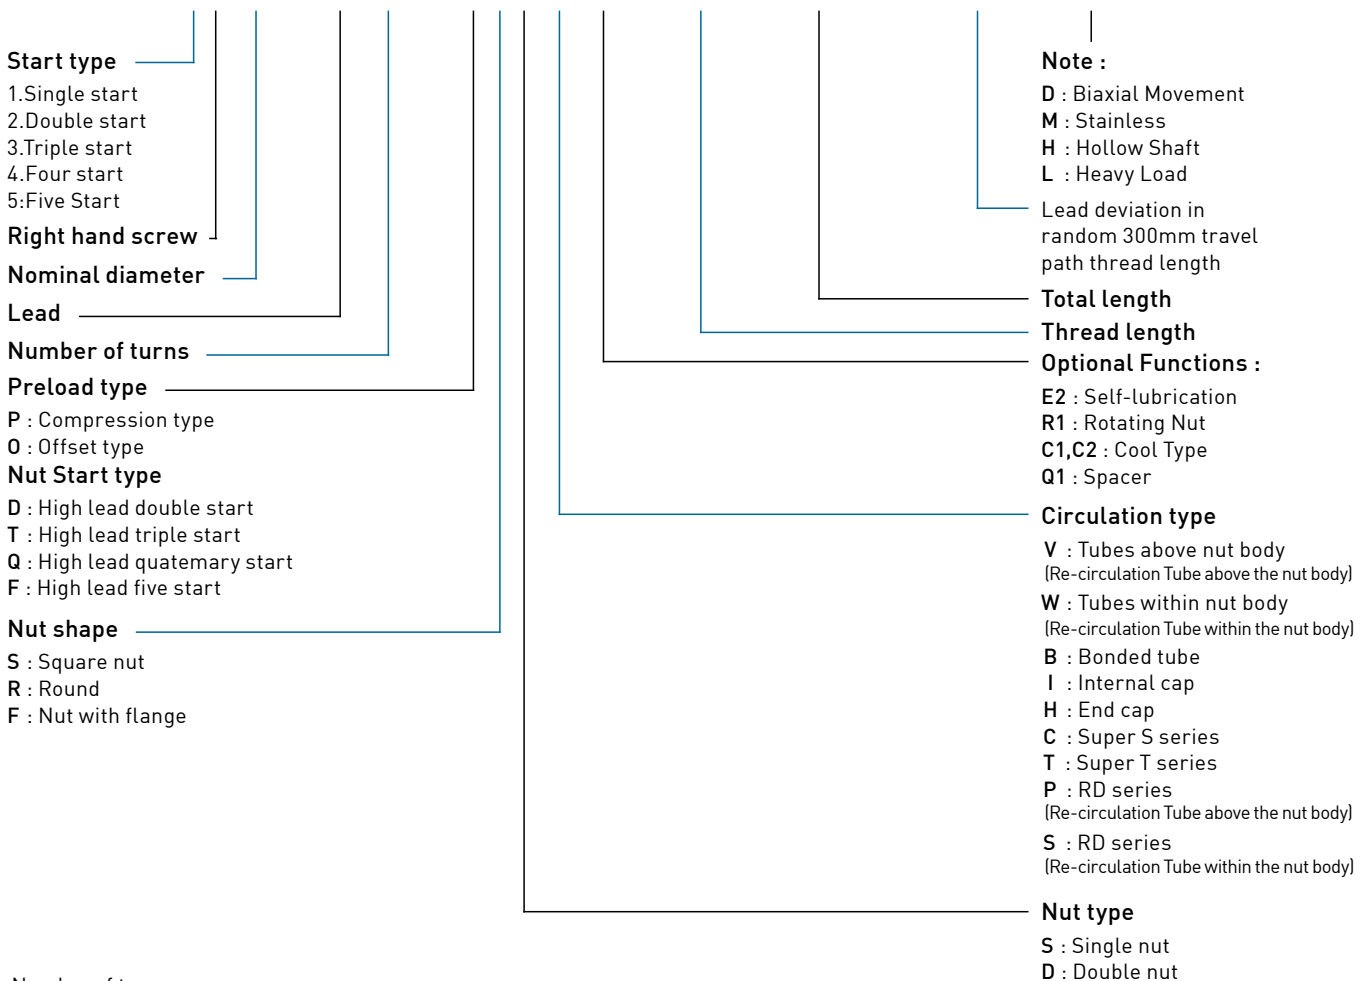 Start type
1.Single start
2.Double start
3.Triple start
4.Four start
5:Five Start
Right hand screw
Nominal diameter
Lead
Number of turns
Preload type
P : Compression type
O : Offset type
Nut Start type
D : High lead double start
T : High lead triple start
Q : High lead quatemary start
F : High lead five start
Nut shape
S : Square nut
R : Round
F : Nut with flange
Note :
D : Biaxial Movement
M : Stainless
H : Hollow Shaft
L : Heavy Load
Lead deviation in
random 300mm travel
path thread length
Total length
Thread length
Optional Functions :
E2 : Self-lubrication
R1 : Rotating Nut
C1,C2 : Cool Type
Q1 : Spacer
Circulation type
V : Tubes above nut body
(Re-circulation Tube above the nut body)
W : Tubes within nut body
(Re-circulation Tube within the nut body)
B : Bonded tube
I : Internal cap
H : End cap
C : Super S series
T : Super T series
P : RD series
(Re-circulation Tube above the nut body)
S : RD series
(Re-circulation Tube within the nut body)
Nut type
S : Single nut
D : Double nut